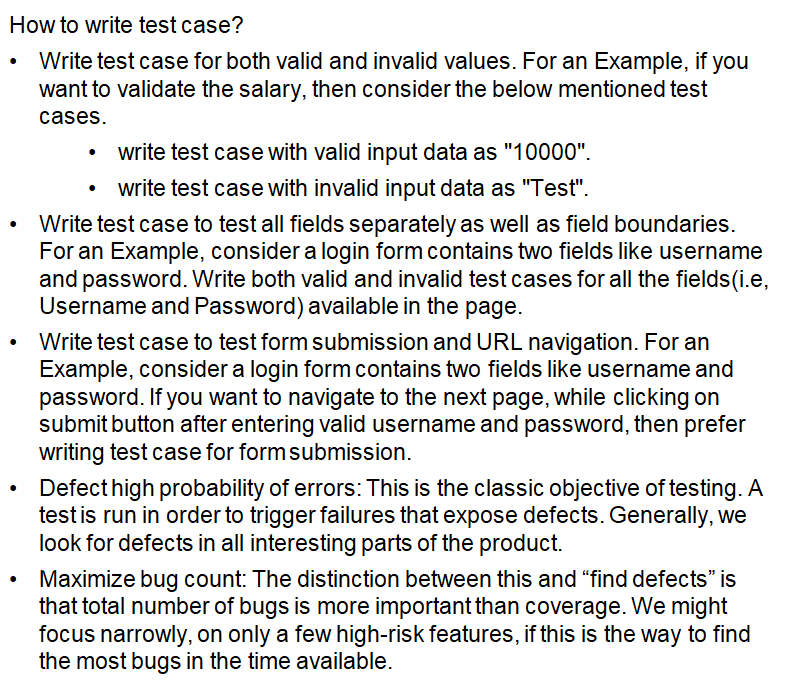 How to write test case?
• Write test case for both valid and invalid values. For an Example, if you
want to validate the salary, then consider the below mentioned test
cases.
• write test case with valid input data as "10000".
• write test case with invalid input data as "Test".
• Write test case to test all fields separately as well as field boundaries.
For an Example, consider a login form contains two fields like username
and password. Write both valid and invalid test cases for all the fields(i.e,
Username and Password) available in the page.
• Write test case to test form submission and URL navigation. For an
Example, consider a login form contains two fields like username and
password. If you want to navigate to the next page, while clicking on
submit button after entering valid username and password, then prefer
writing test case for form submission.
• Defect high probability of errors: This is the classic objective of testing. A
test is run in order to trigger failures that expose defects. Generally, we
look for defects in all interesting parts of the product.
• Maximize bug count: The distinction between this and “find defects” is
that total number of bugs is more important than coverage. We might
focus narrowly, on only a few high-risk features, if this is the way to find
the most bugs in the time available.